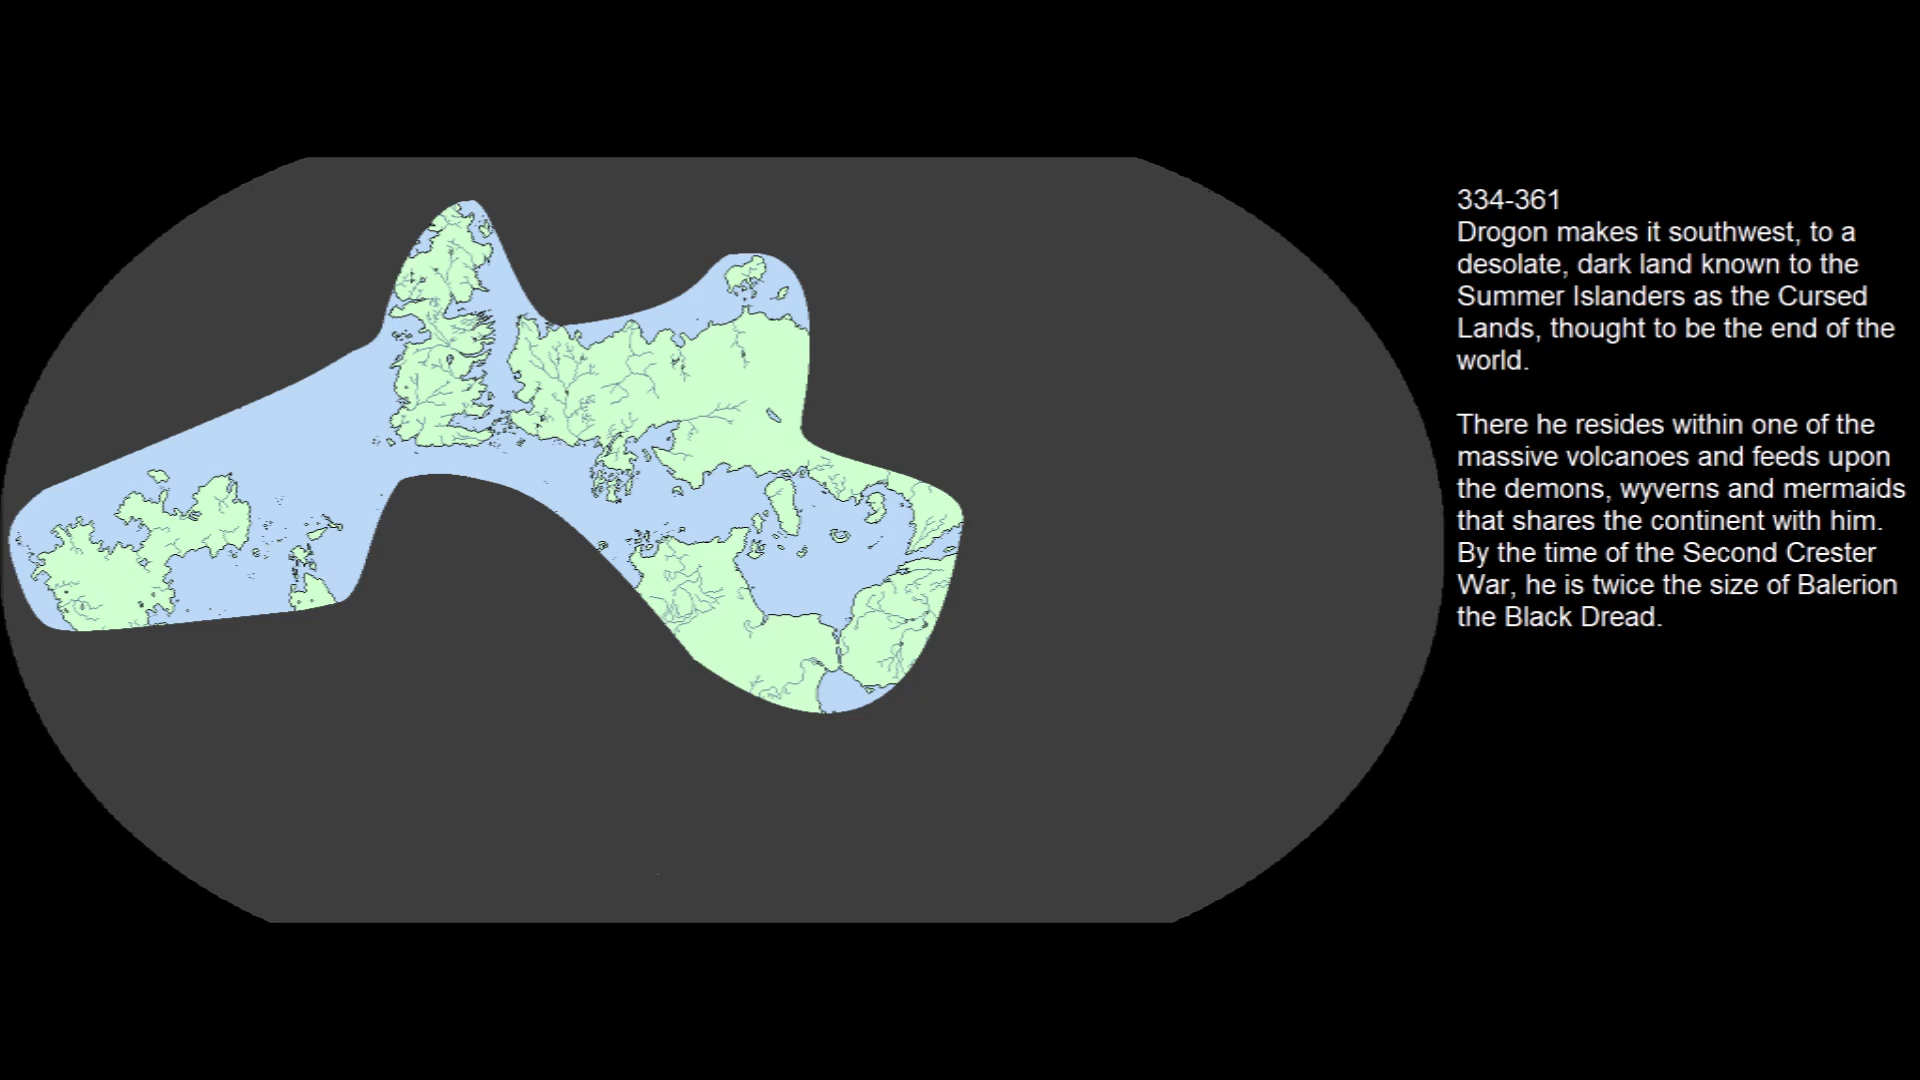 334-361
Drogon makes it southwest, to a
desolate, dark land known to the
Summer Islanders as the Cursed
Lands, thought to be the end of the
world.
There he resides within one of the
massive volcanoes and feeds upon
the demons, wyverns and mermaids
that shares the continent with him.
By the time of the Second Crester
War, he is twice the size of Balerion
the Black Dread.